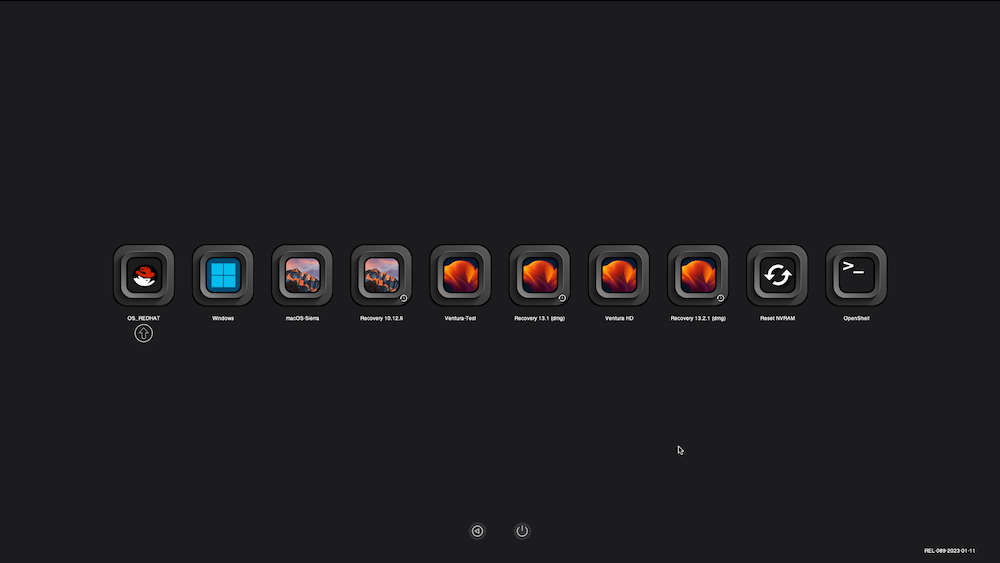 OS_REDHAT
Windows
macOS-Sierra
Recovery 10.12.6
Ventura-Test
Recovery 13.1 (dmg)
Ventura HD
Recovery 13.2.1 (dmg)
Reset NVRAM
OpenShell
REL-089-2023-01-11